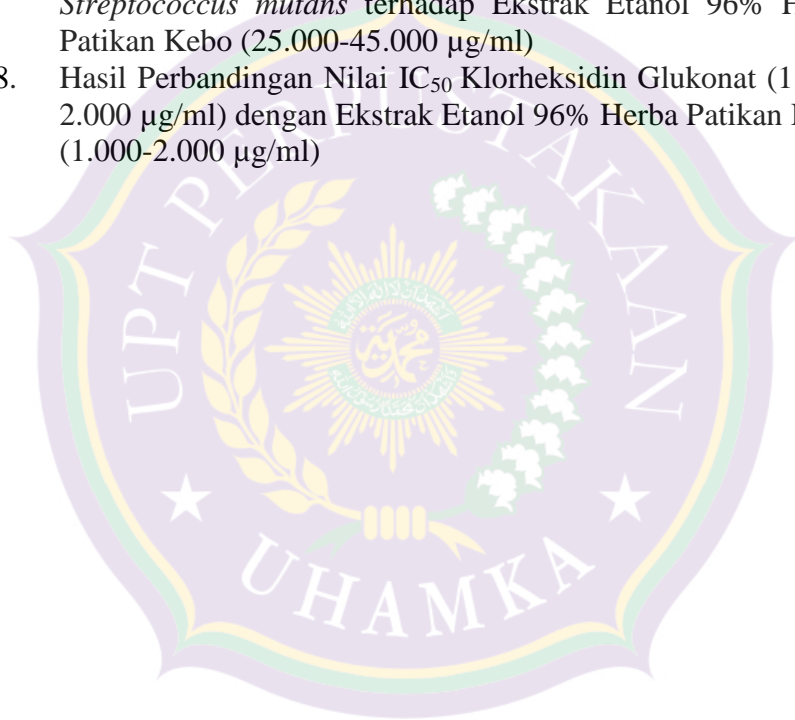 Streptococcus mutans terhadap Ekstrak Etanol 96% H
Patikan Kebo (25.000-45.000 µg/ml)
8. Hasil Perbandingan Nilai IC50 Klorheksidin Glukonat (1
2.000 µg/ml) dengan Ekstrak Etanol 96% Herba Patikan
(1.000-2.000 µg/ml)
UPT PERPUSTAKAAN
UHAMKA